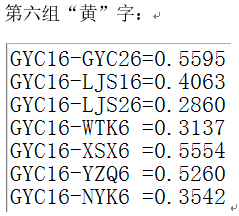 第六组“黄”字：
GYC16-GYC26=0.5595
GYC16-LJS16=0.4063
GYC16-LJS26=0.2860
GYC16-WTK6 =0.3137
GYC16-XSX6 =0.5554
GYC16-YZQ6 =0.5260
GYC16-NYK6 =0.3542